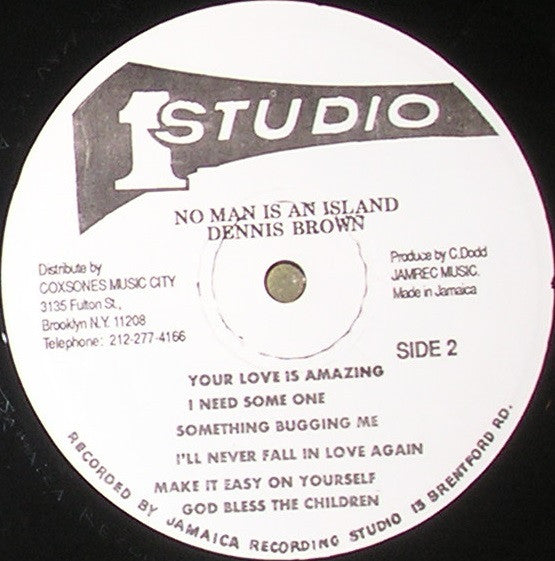 1 STUDIO
NO MAN IS AN ISLAND
DENNIS BROWN
Distribute by
COXSONES MUSIC CITY
3135 Fulton St.,
Brooklyn N.Y. 11208
Telephone: 212-277-4166
Produce by C.Dodd
JAMREC MUSIC.
Made in Jamaica
SIDE 2
YOUR LOVE IS AMAZING
I NEED SOME ONE
SOMETHING BUGGING ME
I'LL NEVER FALL IN LOVE AGAIN
MAKE IT EASY ON YOURSELF
GOD BLESS THE CHILDREN
RECORDED BY JAMAICA RECORDING STUDIO 13 BRENTFORD RD.